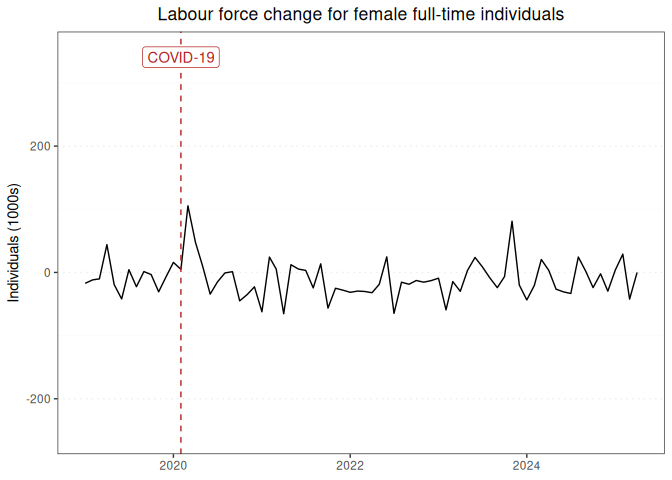 Labour force change for female full-time individuals
COVID-19
Individuals (1000s)
200
0
-200
2020
2022
2024